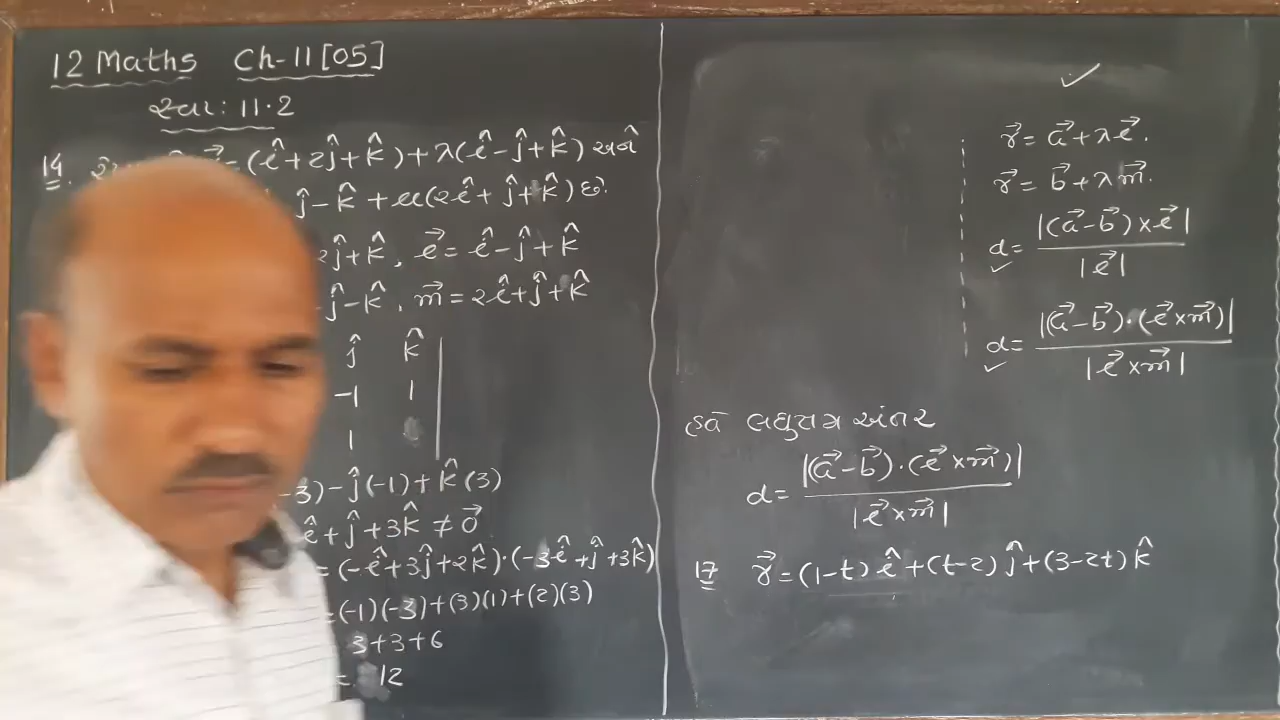 12 Maths Ch-11[05]
સ્વા: 11.2
14. = (î+2ĵ+k̂)+λ(î-ĵ+k̂) અને
ĵ-k̂+μ(2î+ĵ+k̂) છે.
2ĵ+k̂, l⃗=î-ĵ+k̂
-ĵ-k̂, m⃗=2î+ĵ+k̂
ĵ k̂
-1 1
1
-3)-ĵ(-1)+k̂(3)
î+ĵ+3k̂≠0⃗
=(-î+3ĵ+2k̂)·(-3î+ĵ+3k̂)
=(-1)(-3)+(3)(1)+(2)(3)
3+3+6
= 12
✓
r⃗=a⃗+λl⃗.
r⃗=b⃗+λm⃗.
d=|(a⃗-b⃗)×l⃗|/|l⃗|
✓
d=|(a⃗-b⃗)·(l⃗×m⃗)|/|l⃗×m⃗|
✓
હવે લઘુત્તમ અંતર
d=|(a⃗-b⃗)·(l⃗×m⃗)|/|l⃗×m⃗|
17 r⃗=(1-t)î+(t-2)ĵ+(3-2t)k̂